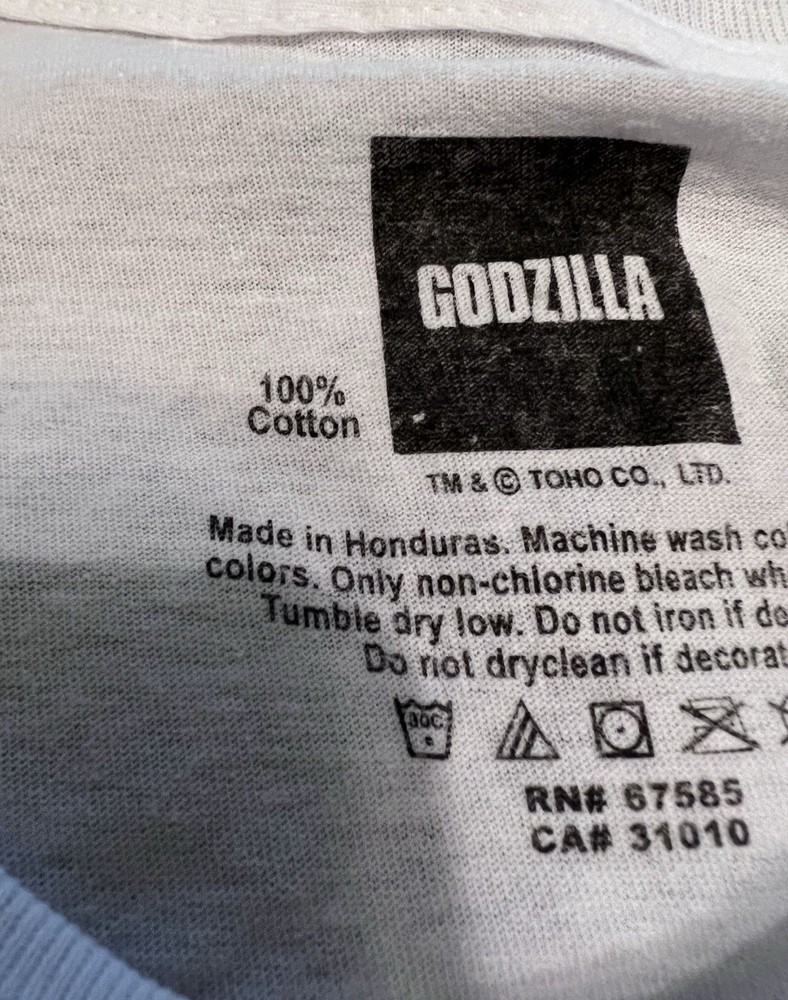 GODZILLA
100%
Cotton
TM & © TOHO CO., LTD.
Made in Honduras. Machine wash co
colors. Only non-chlorine bleach wh
Tumble dry low. Do not iron if de
Do not dryclean if decorat
30C
RN# 67585
CA# 31010